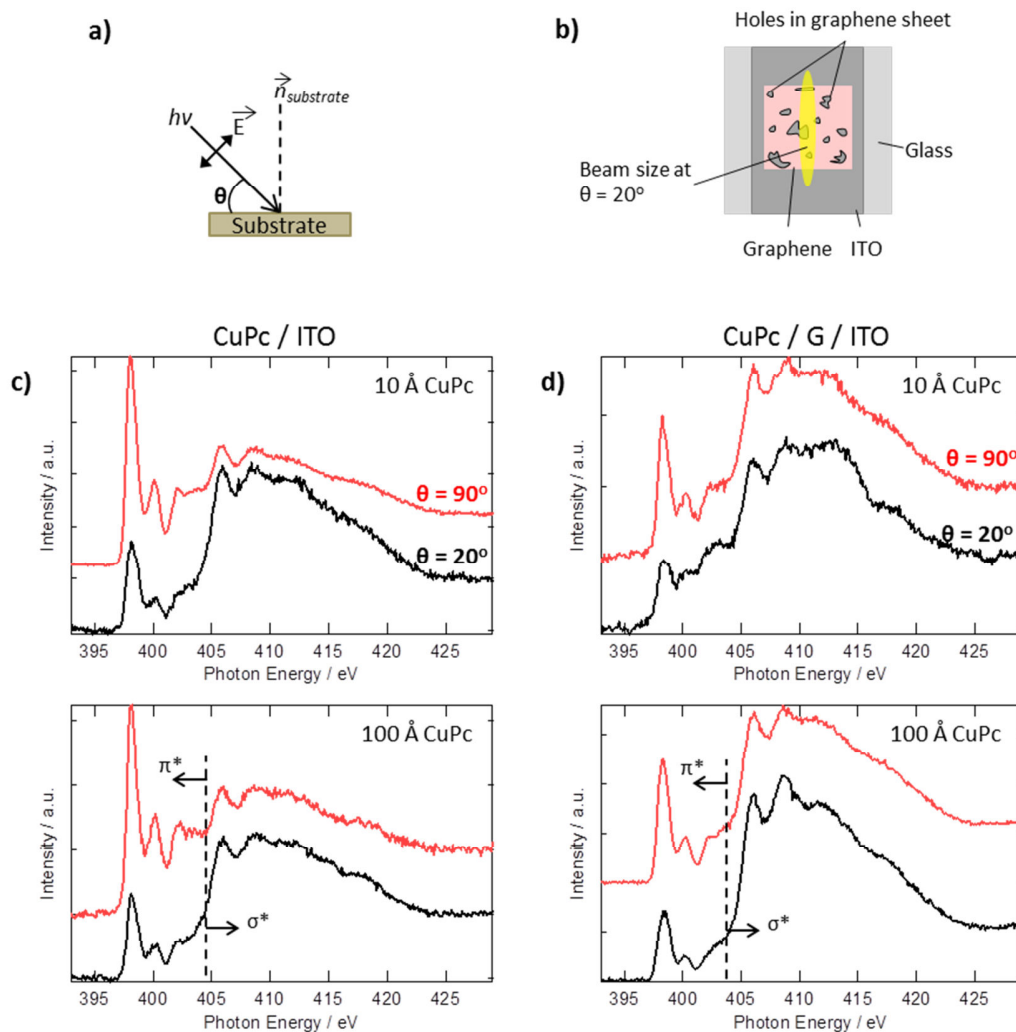 a)
hν
E
n substrate
θ
Substrate
b)
Holes in graphene sheet
Beam size at
θ = 20°
Glass
Graphene
ITO
c)
CuPc / ITO
10 Å CuPc
θ = 90°
θ = 20°
Intensity / a.u.
395 400 405 410 415 420 425
Photon Energy / eV
100 Å CuPc
π*
σ*
Intensity / a.u.
395 400 405 410 415 420 425
Photon Energy / eV
d)
CuPc / G / ITO
10 Å CuPc
θ = 90°
θ = 20°
Intensity / a.u.
395 400 405 410 415 420 425
Photon Energy / eV
100 Å CuPc
π*
σ*
Intensity / a.u.
395 400 405 410 415 420 425
Photon Energy / eV